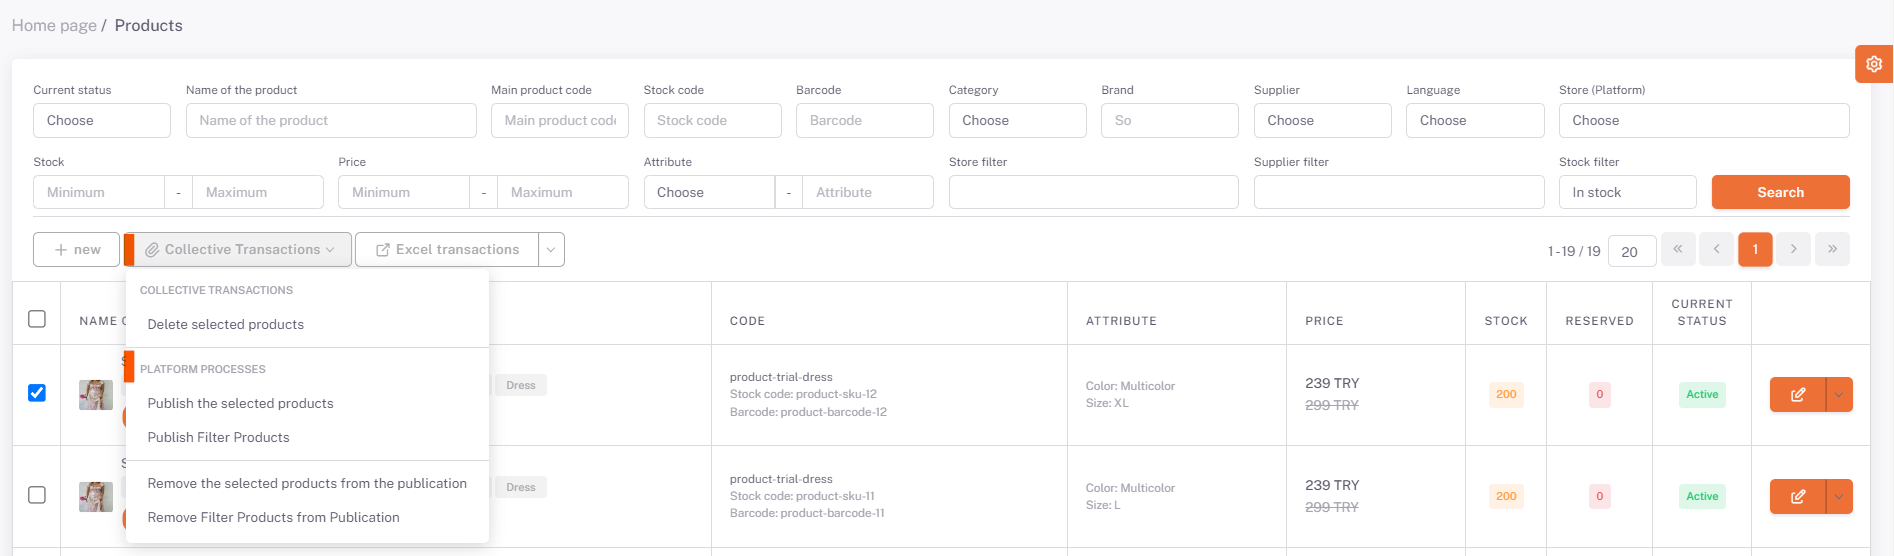 Home page / Products
Current status
Name of the product
Main product code
Stock code
Barcode
Category
Brand
Supplier
Language
Store (Platform)
Choose
Name of the product
Main product code
Stock code
Barcode
Choose
So
Choose
Choose
Choose
Stock
Price
Attribute
Store filter
Supplier filter
Stock filter
Minimum - Maximum
Minimum - Maximum
Choose - Attribute
In stock
Search
+ new
Collective Transactions
Excel transactions
1 - 19 / 19
20
« ‹ 1 › »
COLLECTIVE TRANSACTIONS
Delete selected products
PLATFORM PROCESSES
Publish the selected products
Publish Filter Products
Remove the selected products from the publication
Remove Filter Products from Publication
NAME
CODE
ATTRIBUTE
PRICE
STOCK
RESERVED
CURRENT
STATUS
Dress
product-trial-dress
Stock code: product-sku-12
Barcode: product-barcode-12
Color: Multicolor
Size: XL
239 TRY
299 TRY
200
0
Active
Dress
product-trial-dress
Stock code: product-sku-11
Barcode: product-barcode-11
Color: Multicolor
Size: L
239 TRY
299 TRY
200
0
Active